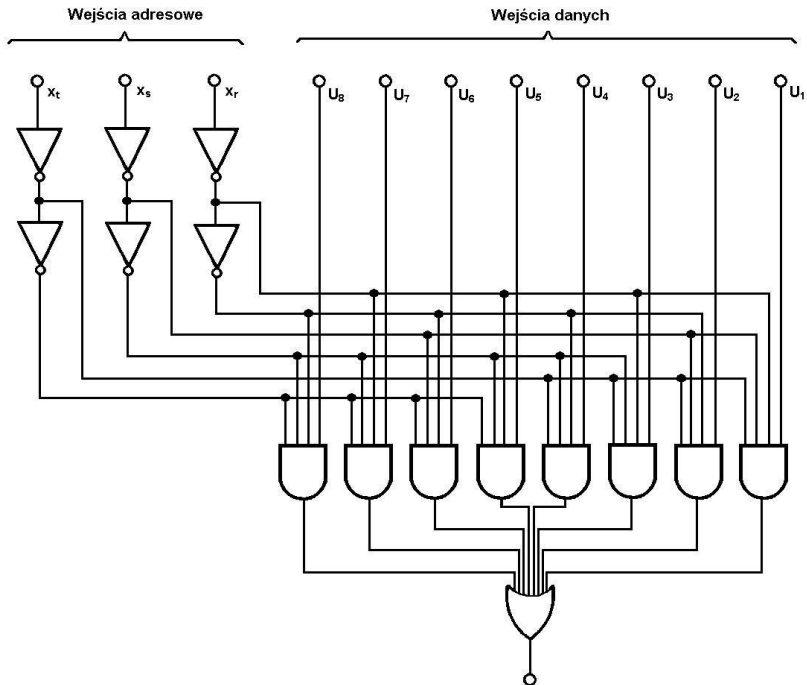 Wejścia adresowe
Wejścia danych
xt
xs
xr
U8
U7
U6
U5
U4
U3
U2
U1